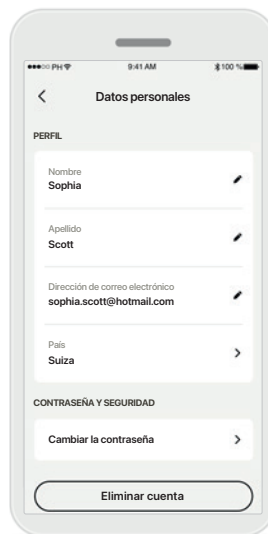 PH 9:41 AM 100 %
Datos personales
PERFIL
Nombre
Sophia
Apellido
Scott
Dirección de correo electrónico
sophia.scott@hotmail.com
País
Suiza
CONTRASEÑA Y SEGURIDAD
Cambiar la contraseña
Eliminar cuenta